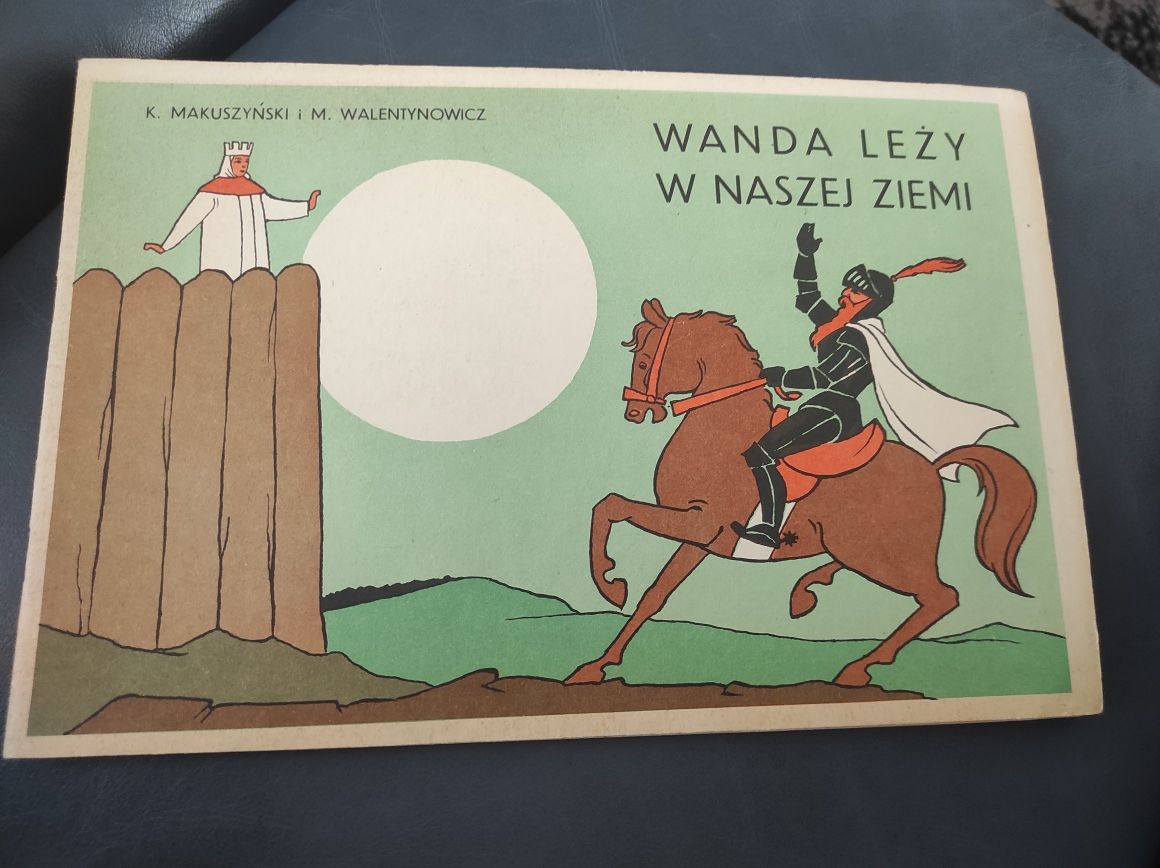 K. MAKUSZYŃSKI i M. WALENTYNOWICZ
WANDA LEŻY
W NASZEJ ZIEMI